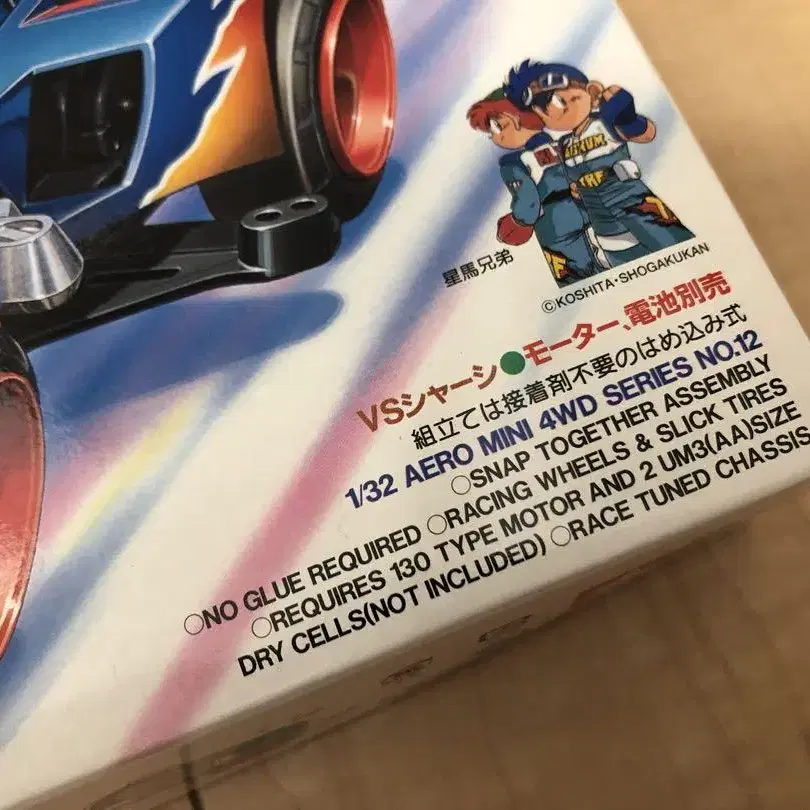 星馬兄弟
©KOSHITA・SHOGAKUKAN
VSシャーシ●モーター、電池別売
組立ては接着剤不要のはめ込み式
1/32 AERO MINI 4WD SERIES NO.12
○SNAP TOGETHER ASSEMBLY
○NO GLUE REQUIRED ○RACING WHEELS & SLICK TIRES
○REQUIRES 130 TYPE MOTOR AND 2 UM3(AA)SIZE
DRY CELLS(NOT INCLUDED) ○RACE TUNED CHASSIS